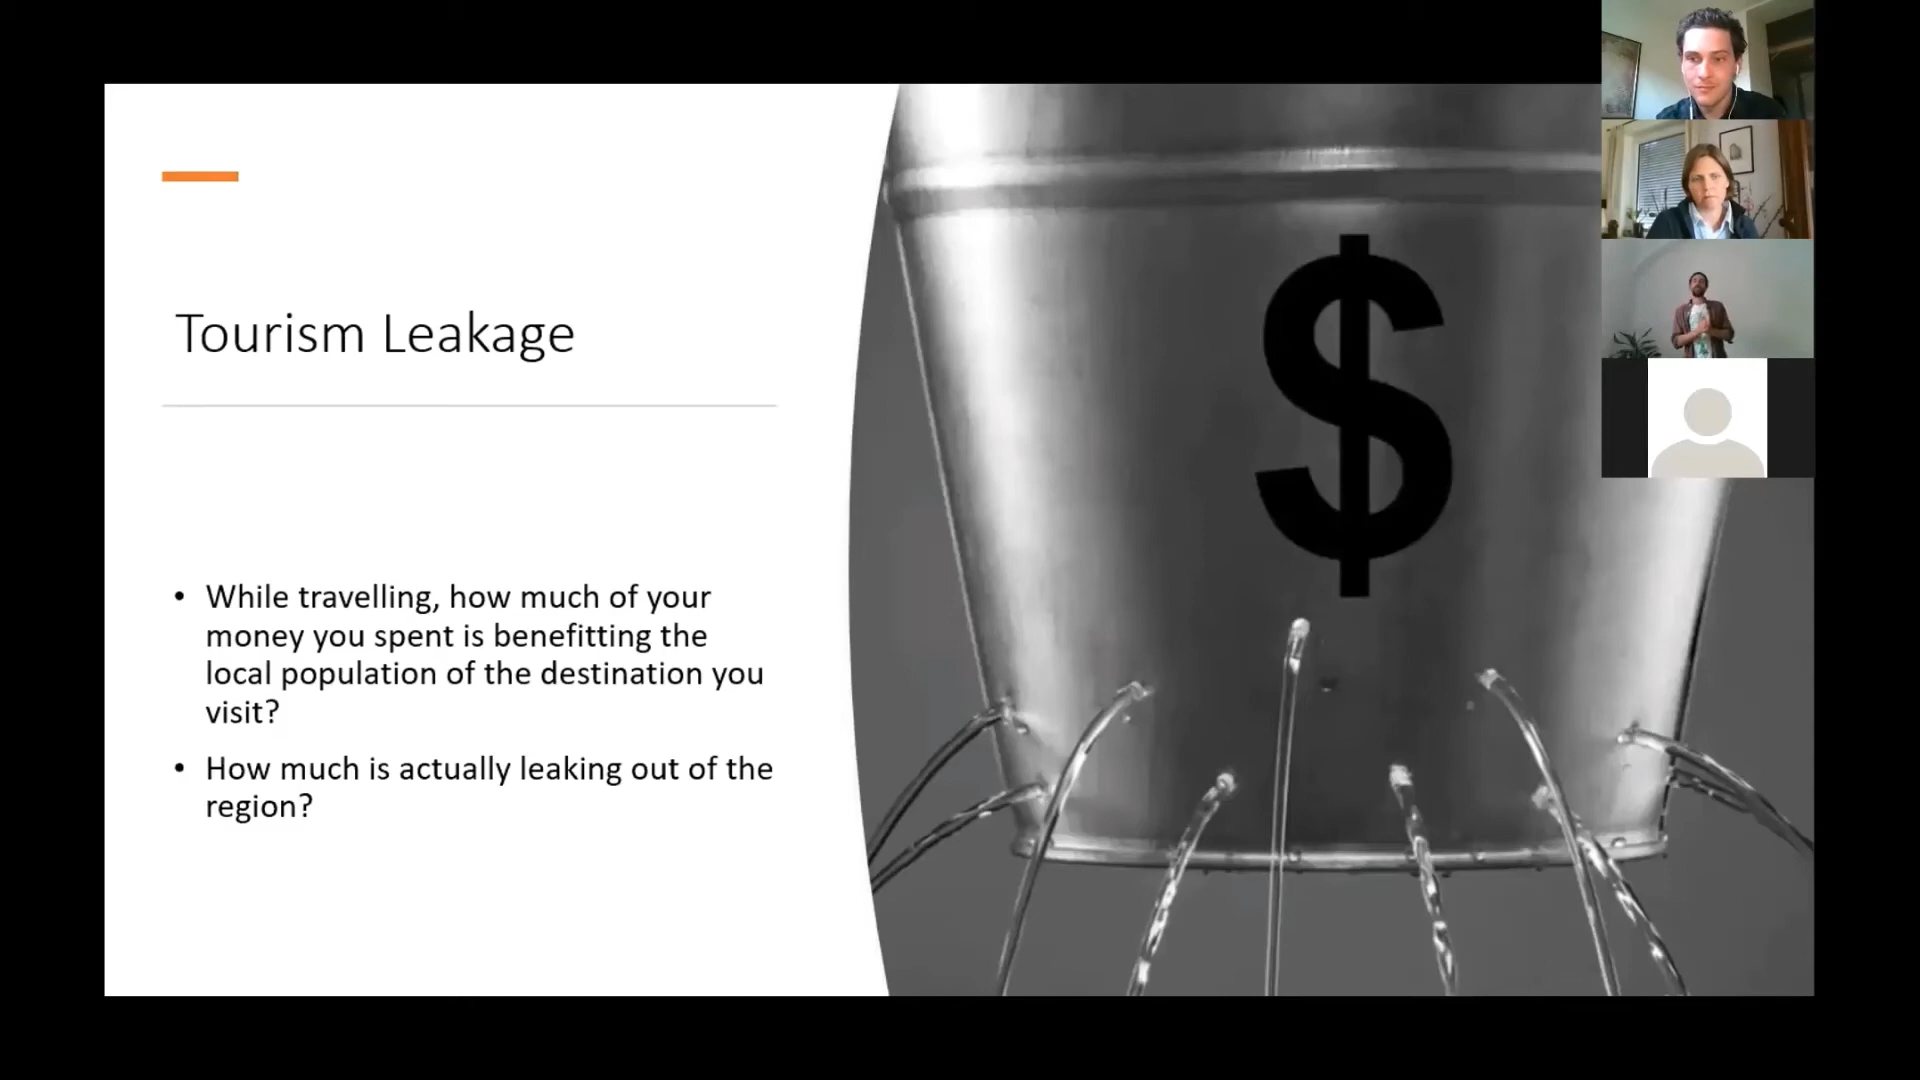 Tourism Leakage
• While travelling, how much of your
money you spent is benefitting the
local population of the destination you
visit?
• How much is actually leaking out of the
region?
$